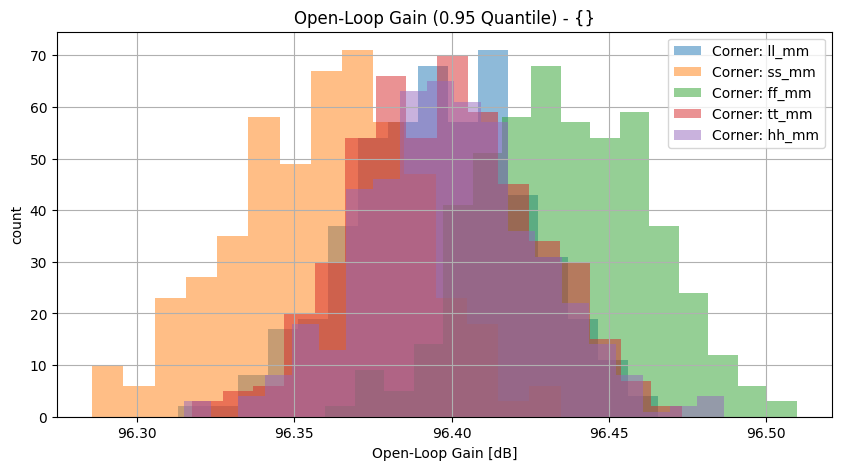 Open-Loop Gain (0.95 Quantile) - {}
70
60
50
40
30
20
10
0
count
Corner: ll_mm
Corner: ss_mm
Corner: ff_mm
Corner: tt_mm
Corner: hh_mm
96.30 96.35 96.40 96.45 96.50
Open-Loop Gain [dB]